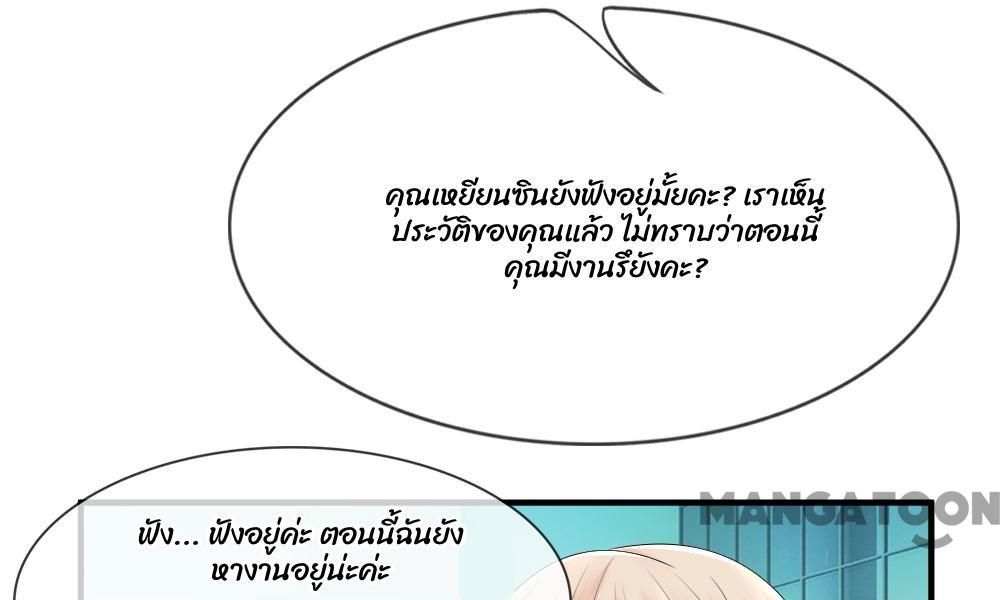 คุณเหยียนซินยังฟังอยู่มั้ยคะ? เราเห็น
ประวัติของคุณแล้ว ไม่ทราบว่าตอนนี้
คุณมีงานรึยังคะ?
MANGATOON
ฟัง... ฟังอยู่ค่ะ ตอนนี้ฉันยัง
หางานอยู่น่ะค่ะ